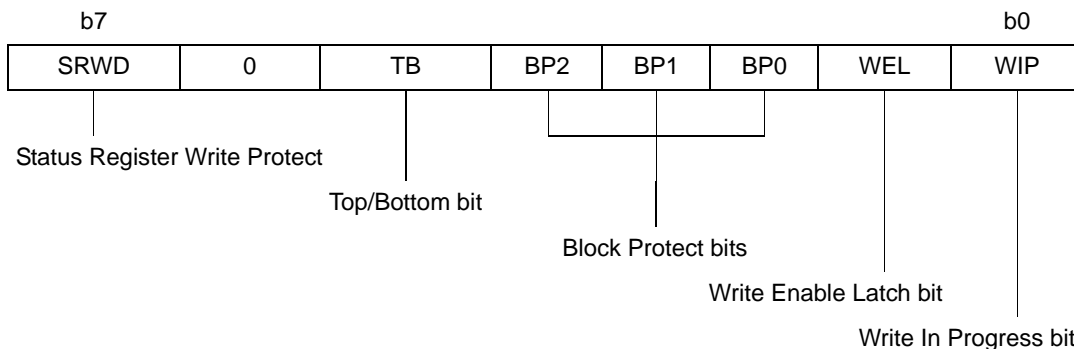 b7 b0
SRWD 0 TB BP2 BP1 BP0 WEL WIP
Status Register Write Protect
Top/Bottom bit
Block Protect bits
Write Enable Latch bit
Write In Progress bit